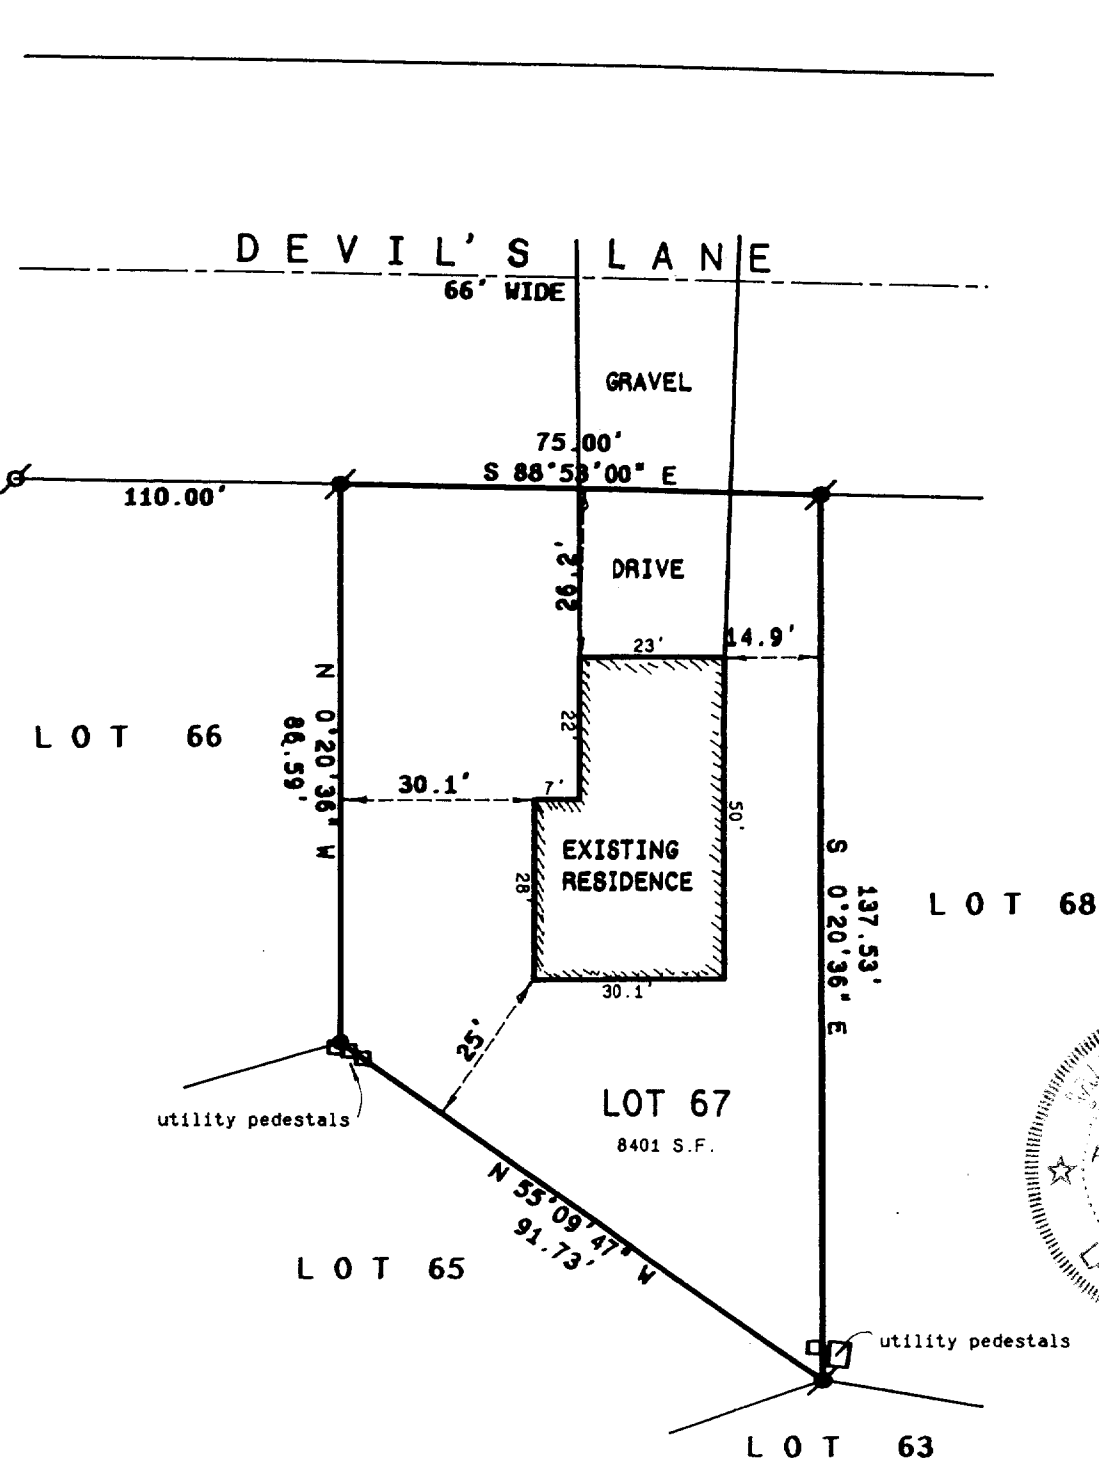 DEVIL'S LANE
66' WIDE
GRAVEL
75.00'
S 88°53'00" E
110.00'
26.2'
DRIVE
23'
14.9'
N 0°20'36" W
86.59'
22'
LOT 66
30.1'
7'
50'
EXISTING
RESIDENCE
28'
S 0°20'36" E
137.53'
LOT 68
30.1'
25'
LOT 67
8401 S.F.
utility pedestals
N 55°09'47" W
91.73'
LOT 65
utility pedestals
LOT 63